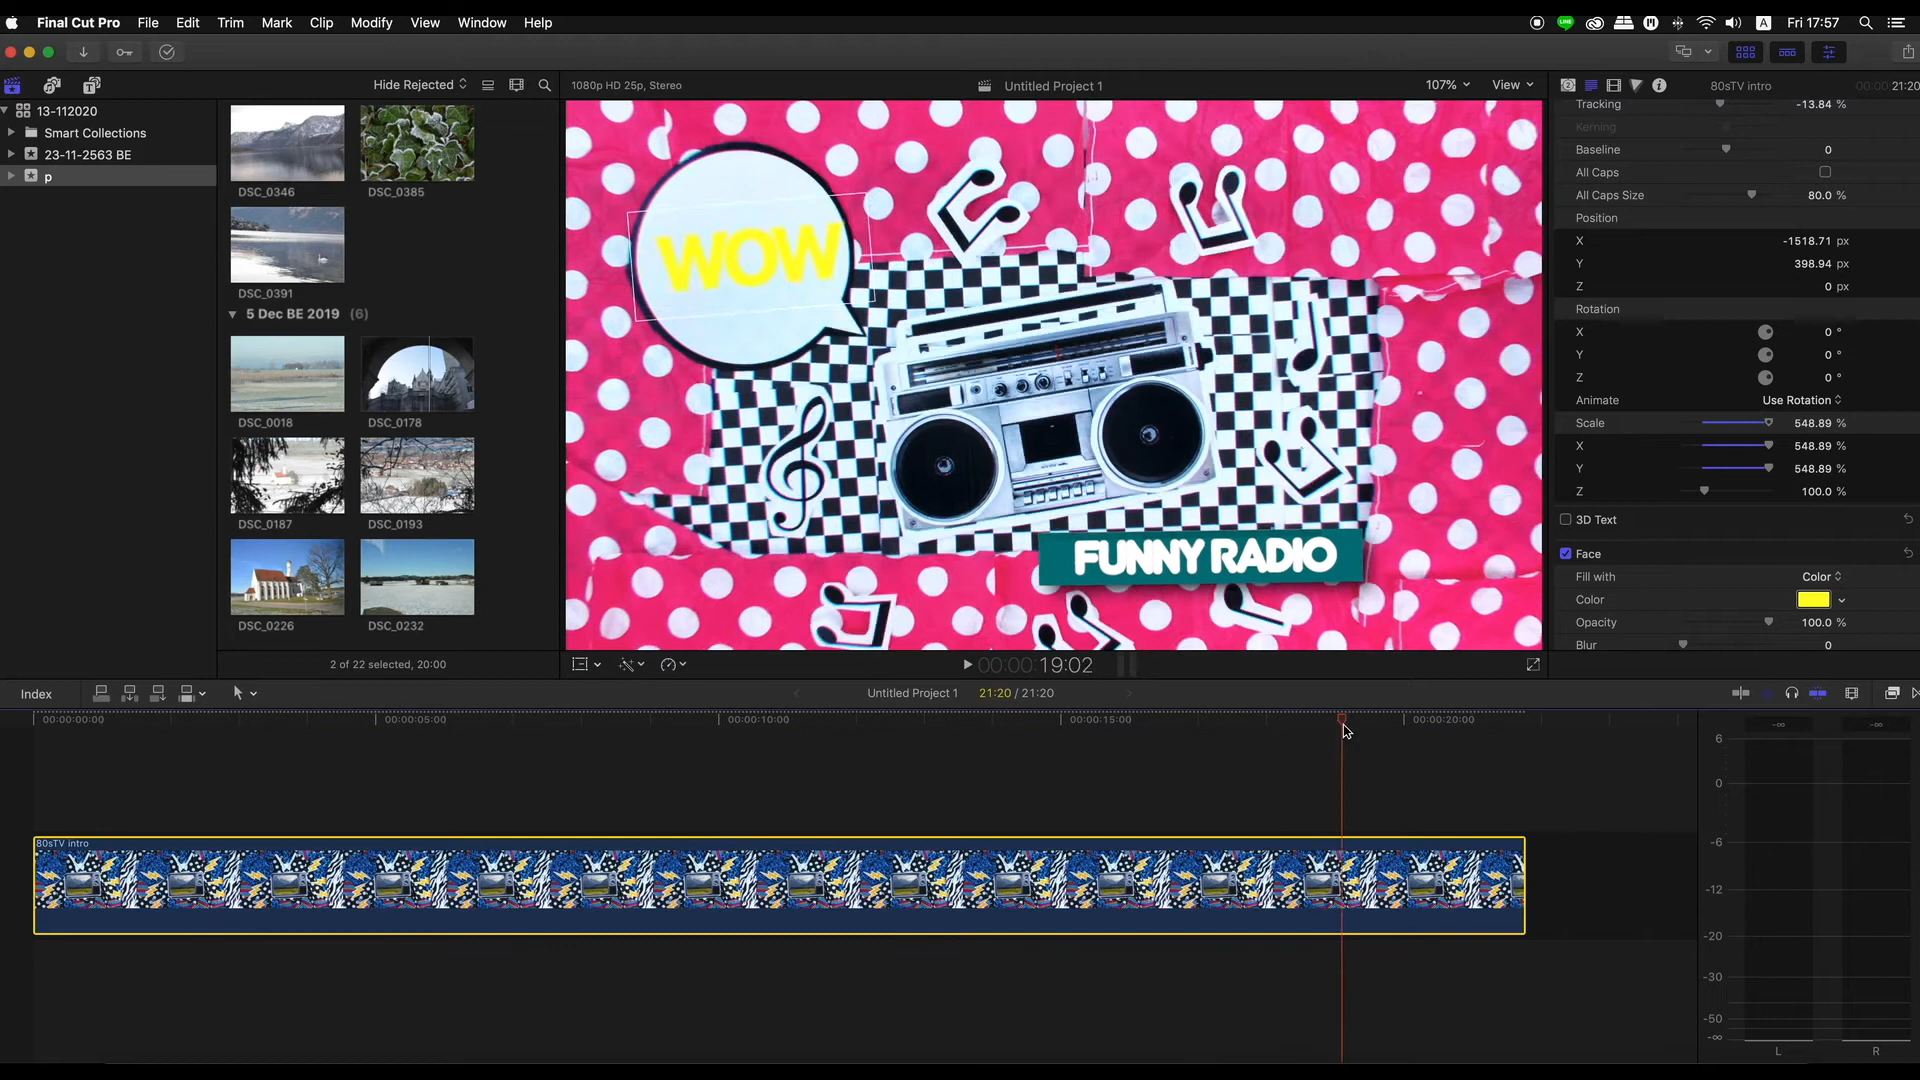 Final Cut Pro File Edit Trim Mark Clip Modify View Window Help
A Fri 17:57
Hide Rejected
1080p HD 25p, Stereo
Untitled Project 1
107%
View
80sTV intro
00:00:21:20
13-112020
Smart Collections
23-11-2563 BE
p
DSC_0346
DSC_0385
DSC_0391
5 Dec BE 2019 (6)
DSC_0018
DSC_0178
DSC_0187
DSC_0193
DSC_0226
DSC_0232
2 of 22 selected, 20:00
WOW
FUNNY RADIO
00:00:19:02
Tracking -13.84 %
Kerning
Baseline 0
All Caps
All Caps Size 80.0 %
Position
X -1518.71 px
Y 398.94 px
Z 0 px
Rotation
X 0 °
Y 0 °
Z 0 °
Animate Use Rotation
Scale 548.89 %
X 548.89 %
Y 548.89 %
Z 100.0 %
3D Text
Face
Fill with Color
Color
Opacity 100.0 %
Blur 0
Index
Untitled Project 1 21:20 / 21:20
00:00:00:00 00:00:05:00 00:00:10:00 00:00:15:00 00:00:20:00
80sTV intro
-∞ -∞
6
0
-6
-12
-20
-30
-50
-∞
L R